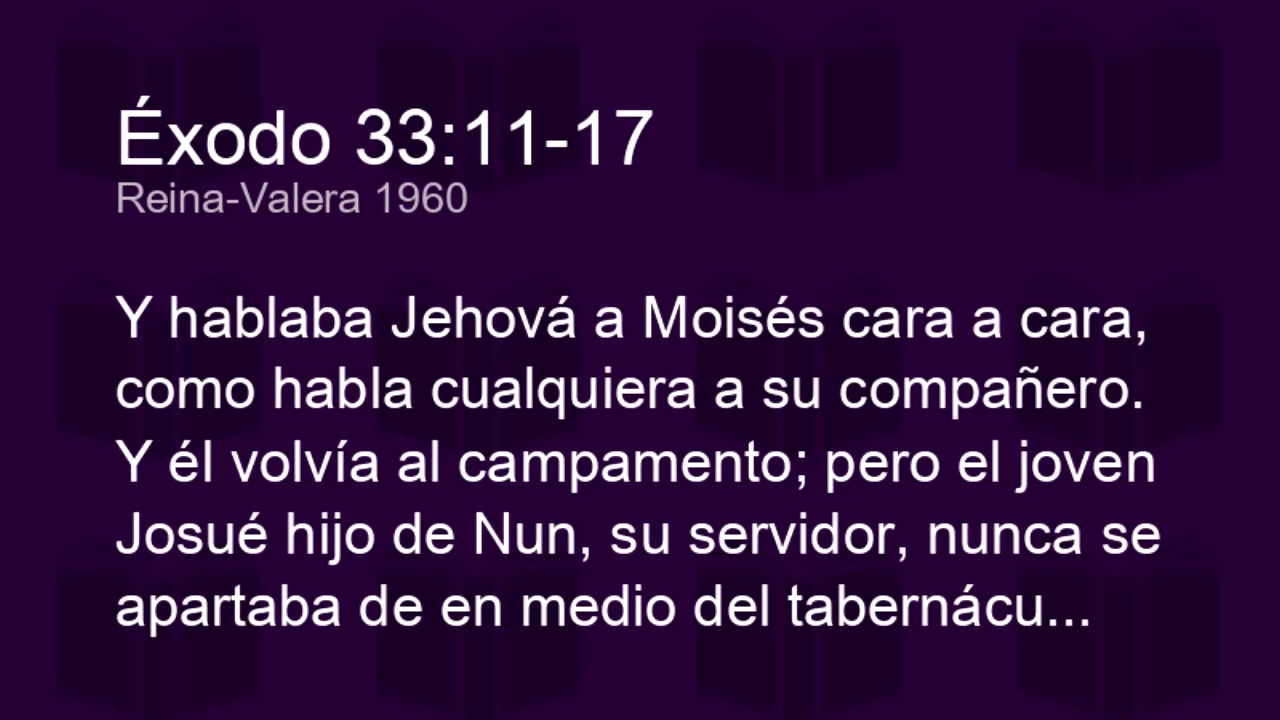 Éxodo 33:11-17
Reina-Valera 1960
Y hablaba Jehová a Moisés cara a cara,
como habla cualquiera a su compañero.
Y él volvía al campamento; pero el joven
Josué hijo de Nun, su servidor, nunca se
apartaba de en medio del tabernácu...